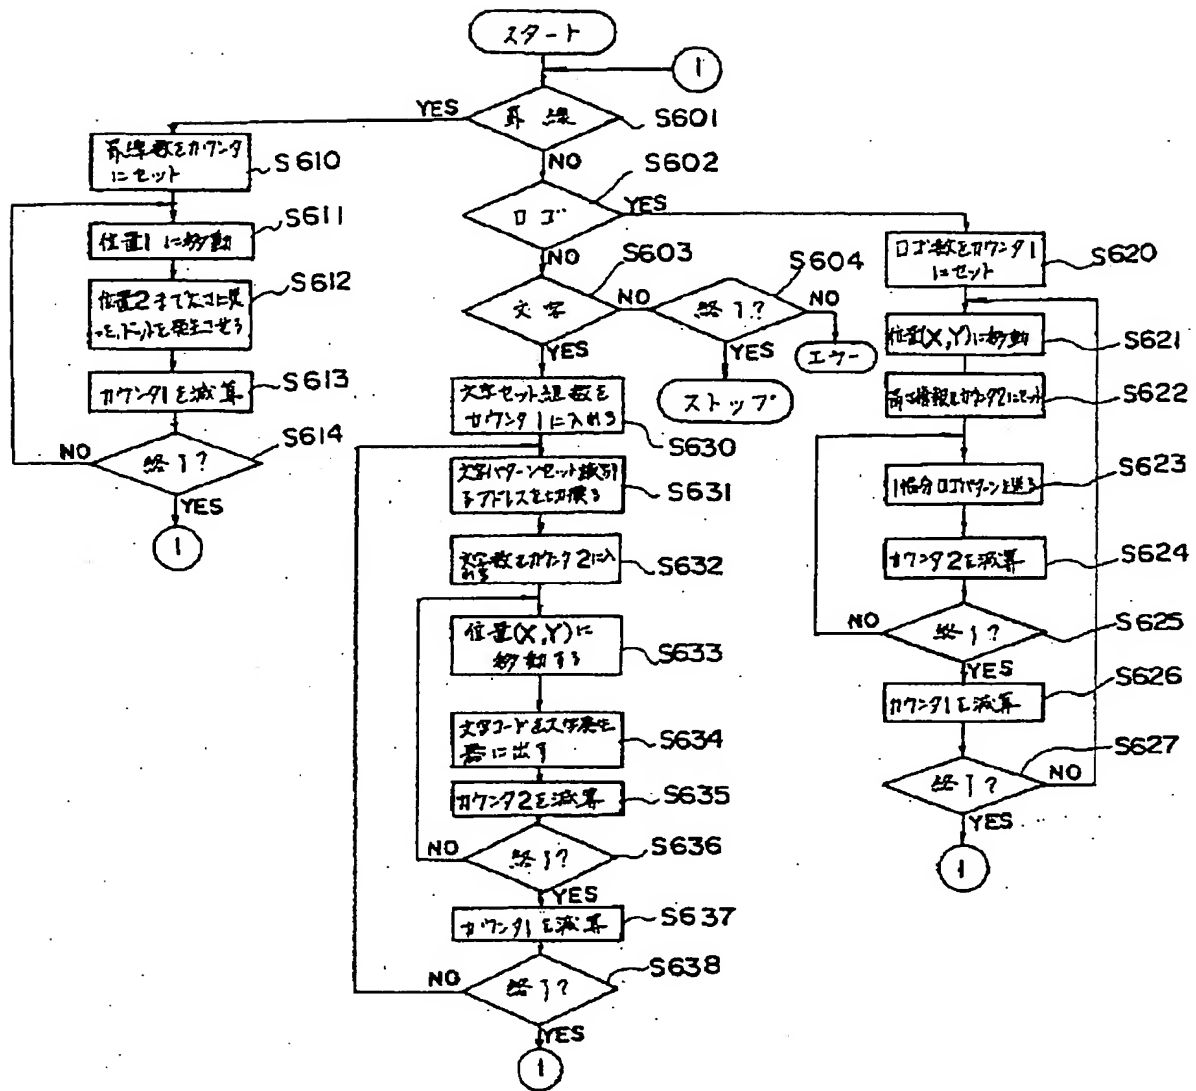 スタート
1
YES
罫線
S601
NO
罫線数をカウンタ
にセット
S610
S602
ロゴ
YES
位置1に移動
S611
NO
S603
ロゴ数をカウンタ1
にセット
S620
位置2まで太さに従
って、ドットを発生させる
S612
文字
NO
終了?
S604
NO
エラー
YES
ストップ
位置(X,Y)に移動
S621
カウンタ1を減算
S613
YES
文字セット組数を
カウンタ1に入れる
S630
高さ情報をカウンタ2にセット
S622
NO
終了?
S614
YES
1
文字パターンセット識別
アドレスを切換る
S631
ロゴパターンを送る
S623
文字数をカウンタ2に入
れる
S632
カウンタ2を減算
S624
位置(X,Y)に
移動する
S633
NO
終了?
S625
YES
文字コードを文字発生
器に出す
S634
カウンタ1を減算
S626
カウンタ2を減算
S635
終了?
S627
NO
YES
1
NO
終了?
S636
YES
カウンタ1を減算
S637
NO
終了?
S638
YES
1